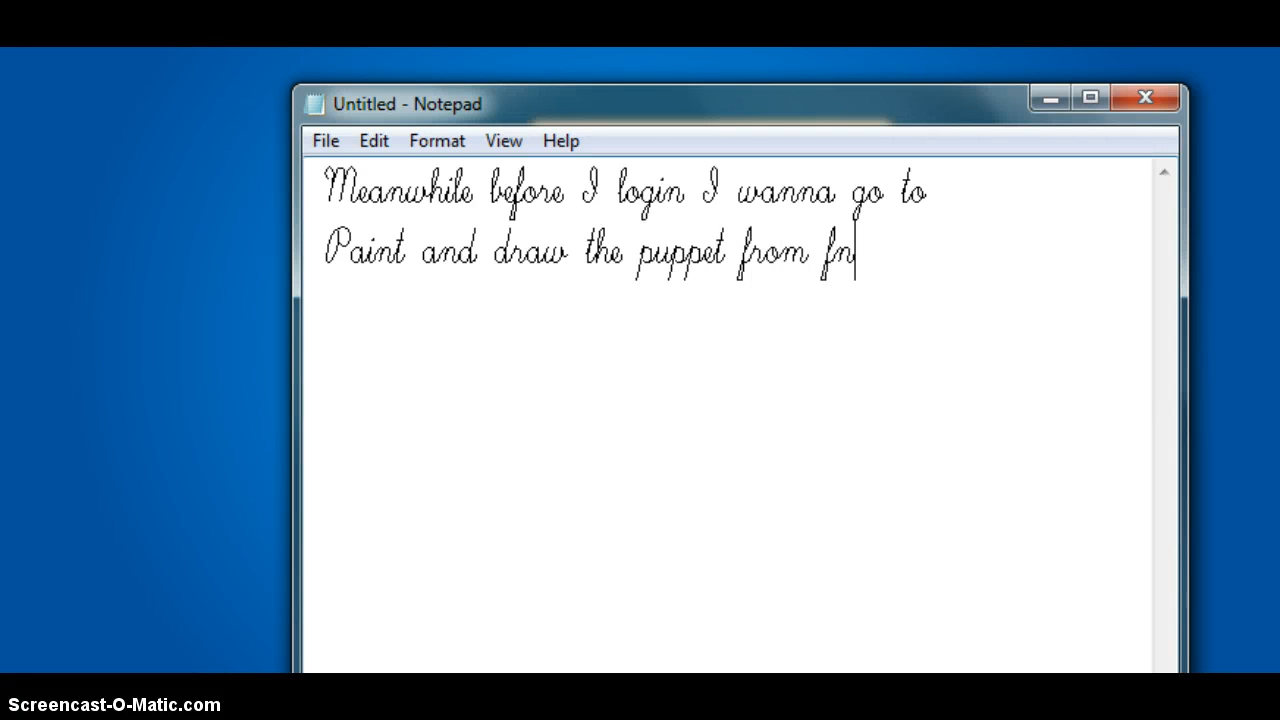 Untitled - Notepad
File Edit Format View Help
Meanwhile before I login I wanna go to
Paint and draw the puppet from fn
Screencast-O-Matic.com